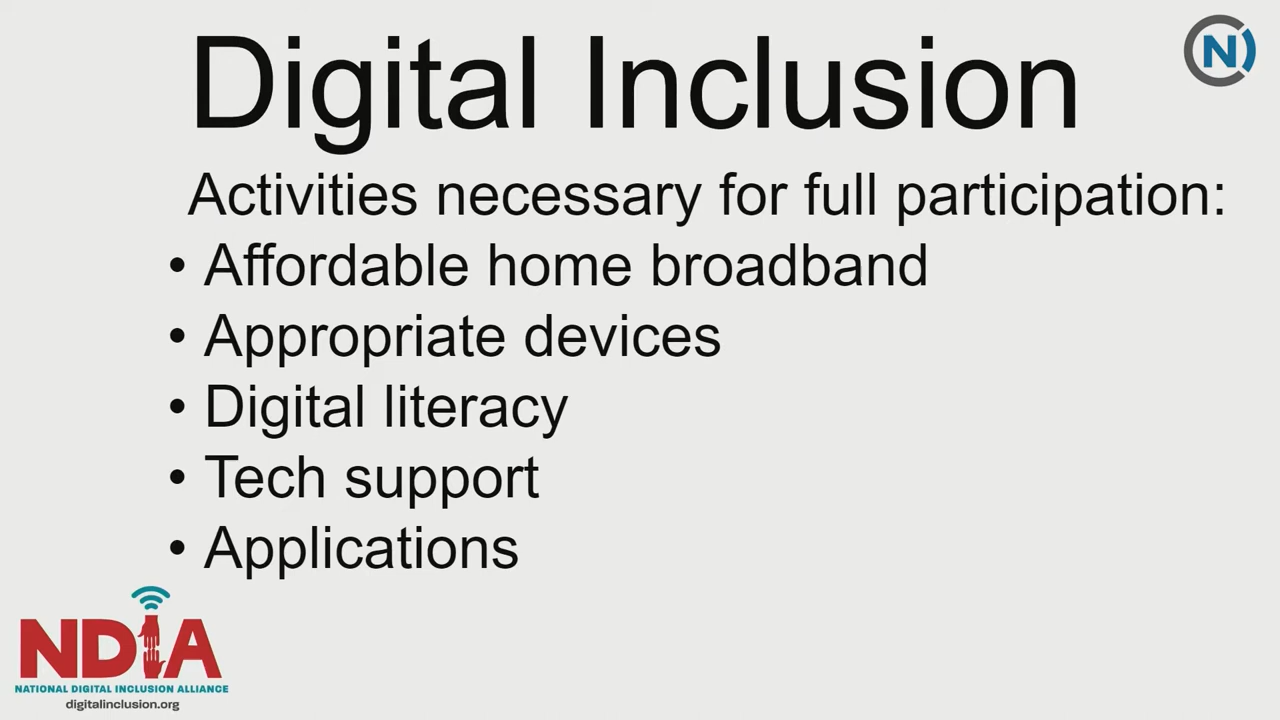 Digital Inclusion
N
Activities necessary for full participation:
• Affordable home broadband
• Appropriate devices
• Digital literacy
• Tech support
• Applications
NDIA
NATIONAL DIGITAL INCLUSION ALLIANCE
digitalinclusion.org